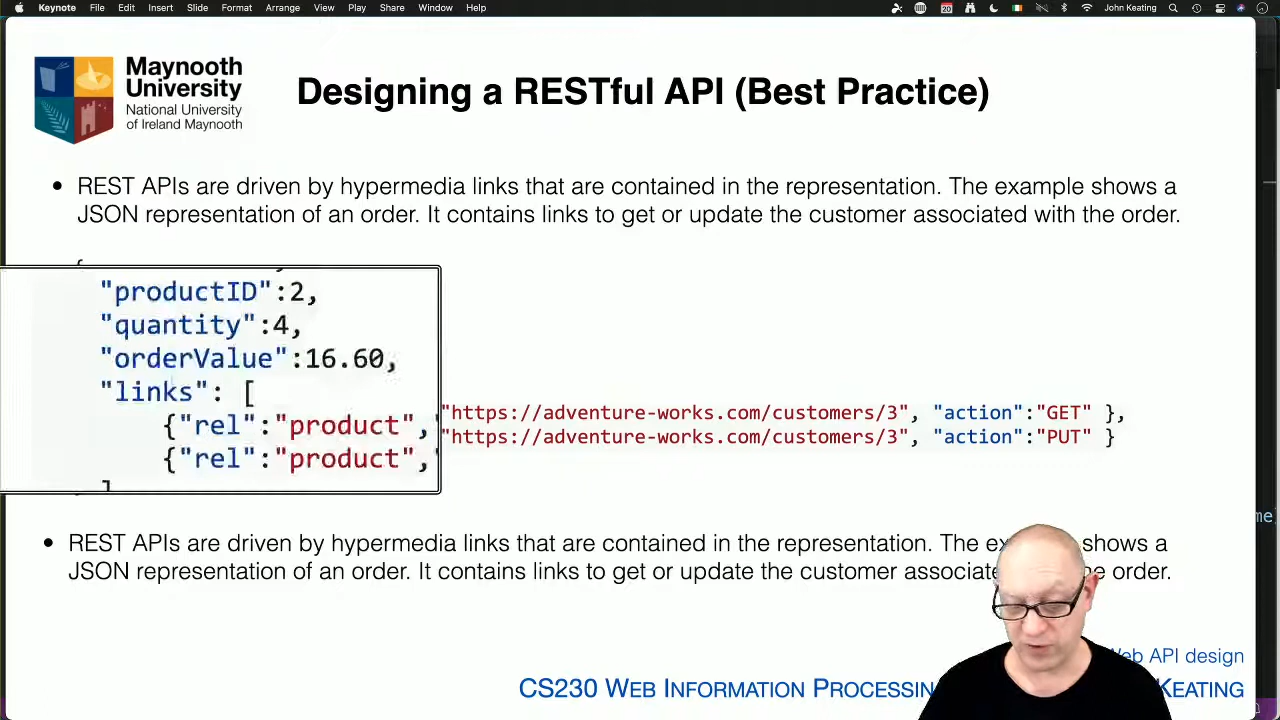 Keynote File Edit Insert Slide Format Arrange View Play Share Window Help 20 John Keating
Maynooth
University
National University
of Ireland Maynooth
Designing a RESTful API (Best Practice)
• REST APIs are driven by hypermedia links that are contained in the representation. The example shows a
JSON representation of an order. It contains links to get or update the customer associated with the order.
{
"productID":2,
"quantity":4,
"orderValue":16.60,
"links": [
{"rel":"product", "https://adventure-works.com/customers/3", "action":"GET" },
{"rel":"product", "https://adventure-works.com/customers/3", "action":"PUT" }
]
• REST APIs are driven by hypermedia links that are contained in the representation. The shows a
JSON representation of an order. It contains links to get or update the customer order.
API design
CS230 WEB INFORMATION KEATING